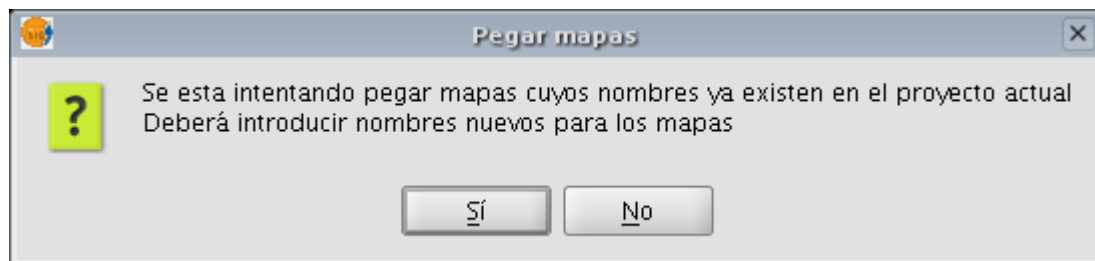 Pegar mapas
Se esta intentando pegar mapas cuyos nombres ya existen en el proyecto actual
Deberá introducir nombres nuevos para los mapas
Sí
No